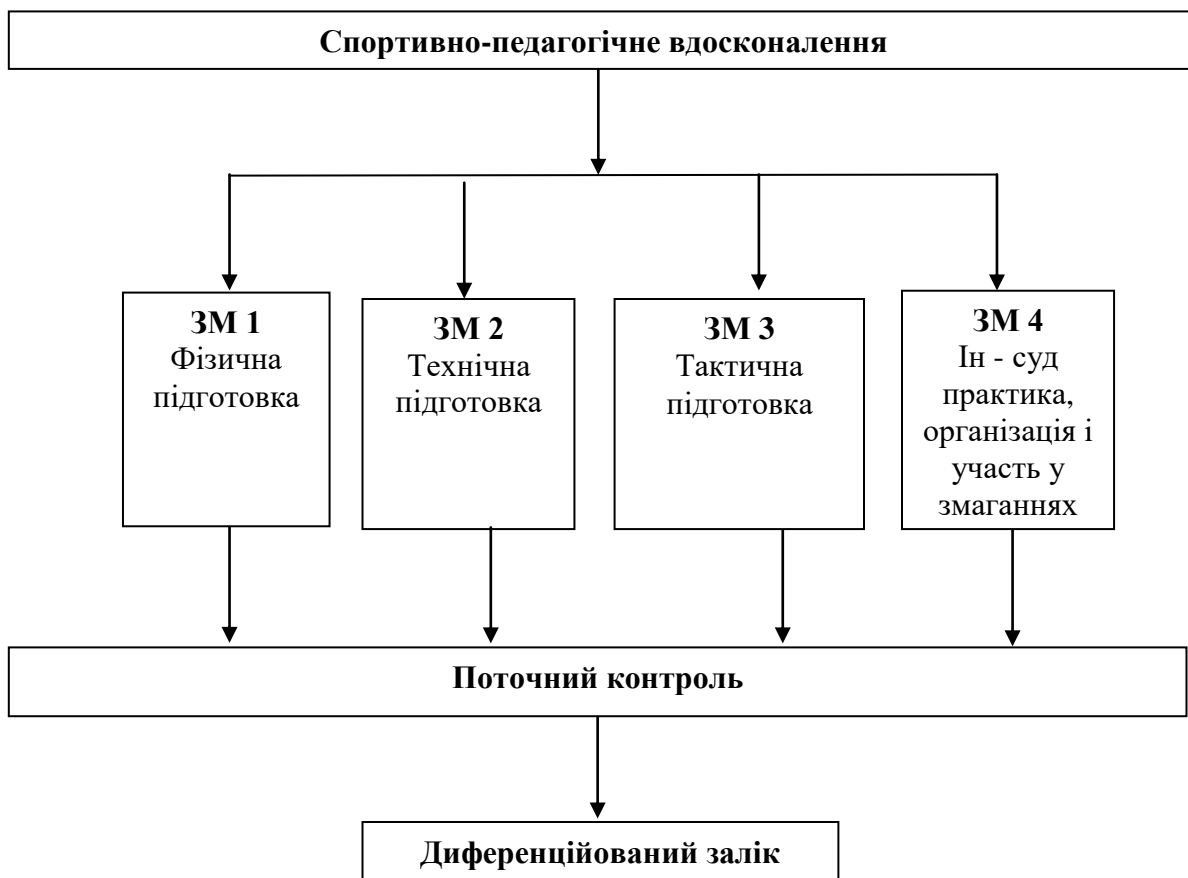 Спортивно-педагогічне вдосконалення
ЗМ 1
Фізична
підготовка
ЗМ 2
Технічна
підготовка
ЗМ 3
Тактична
підготовка
ЗМ 4
Ін - суд
практика,
організація і
участь у
змаганнях
Поточний контроль
Диференційований залік